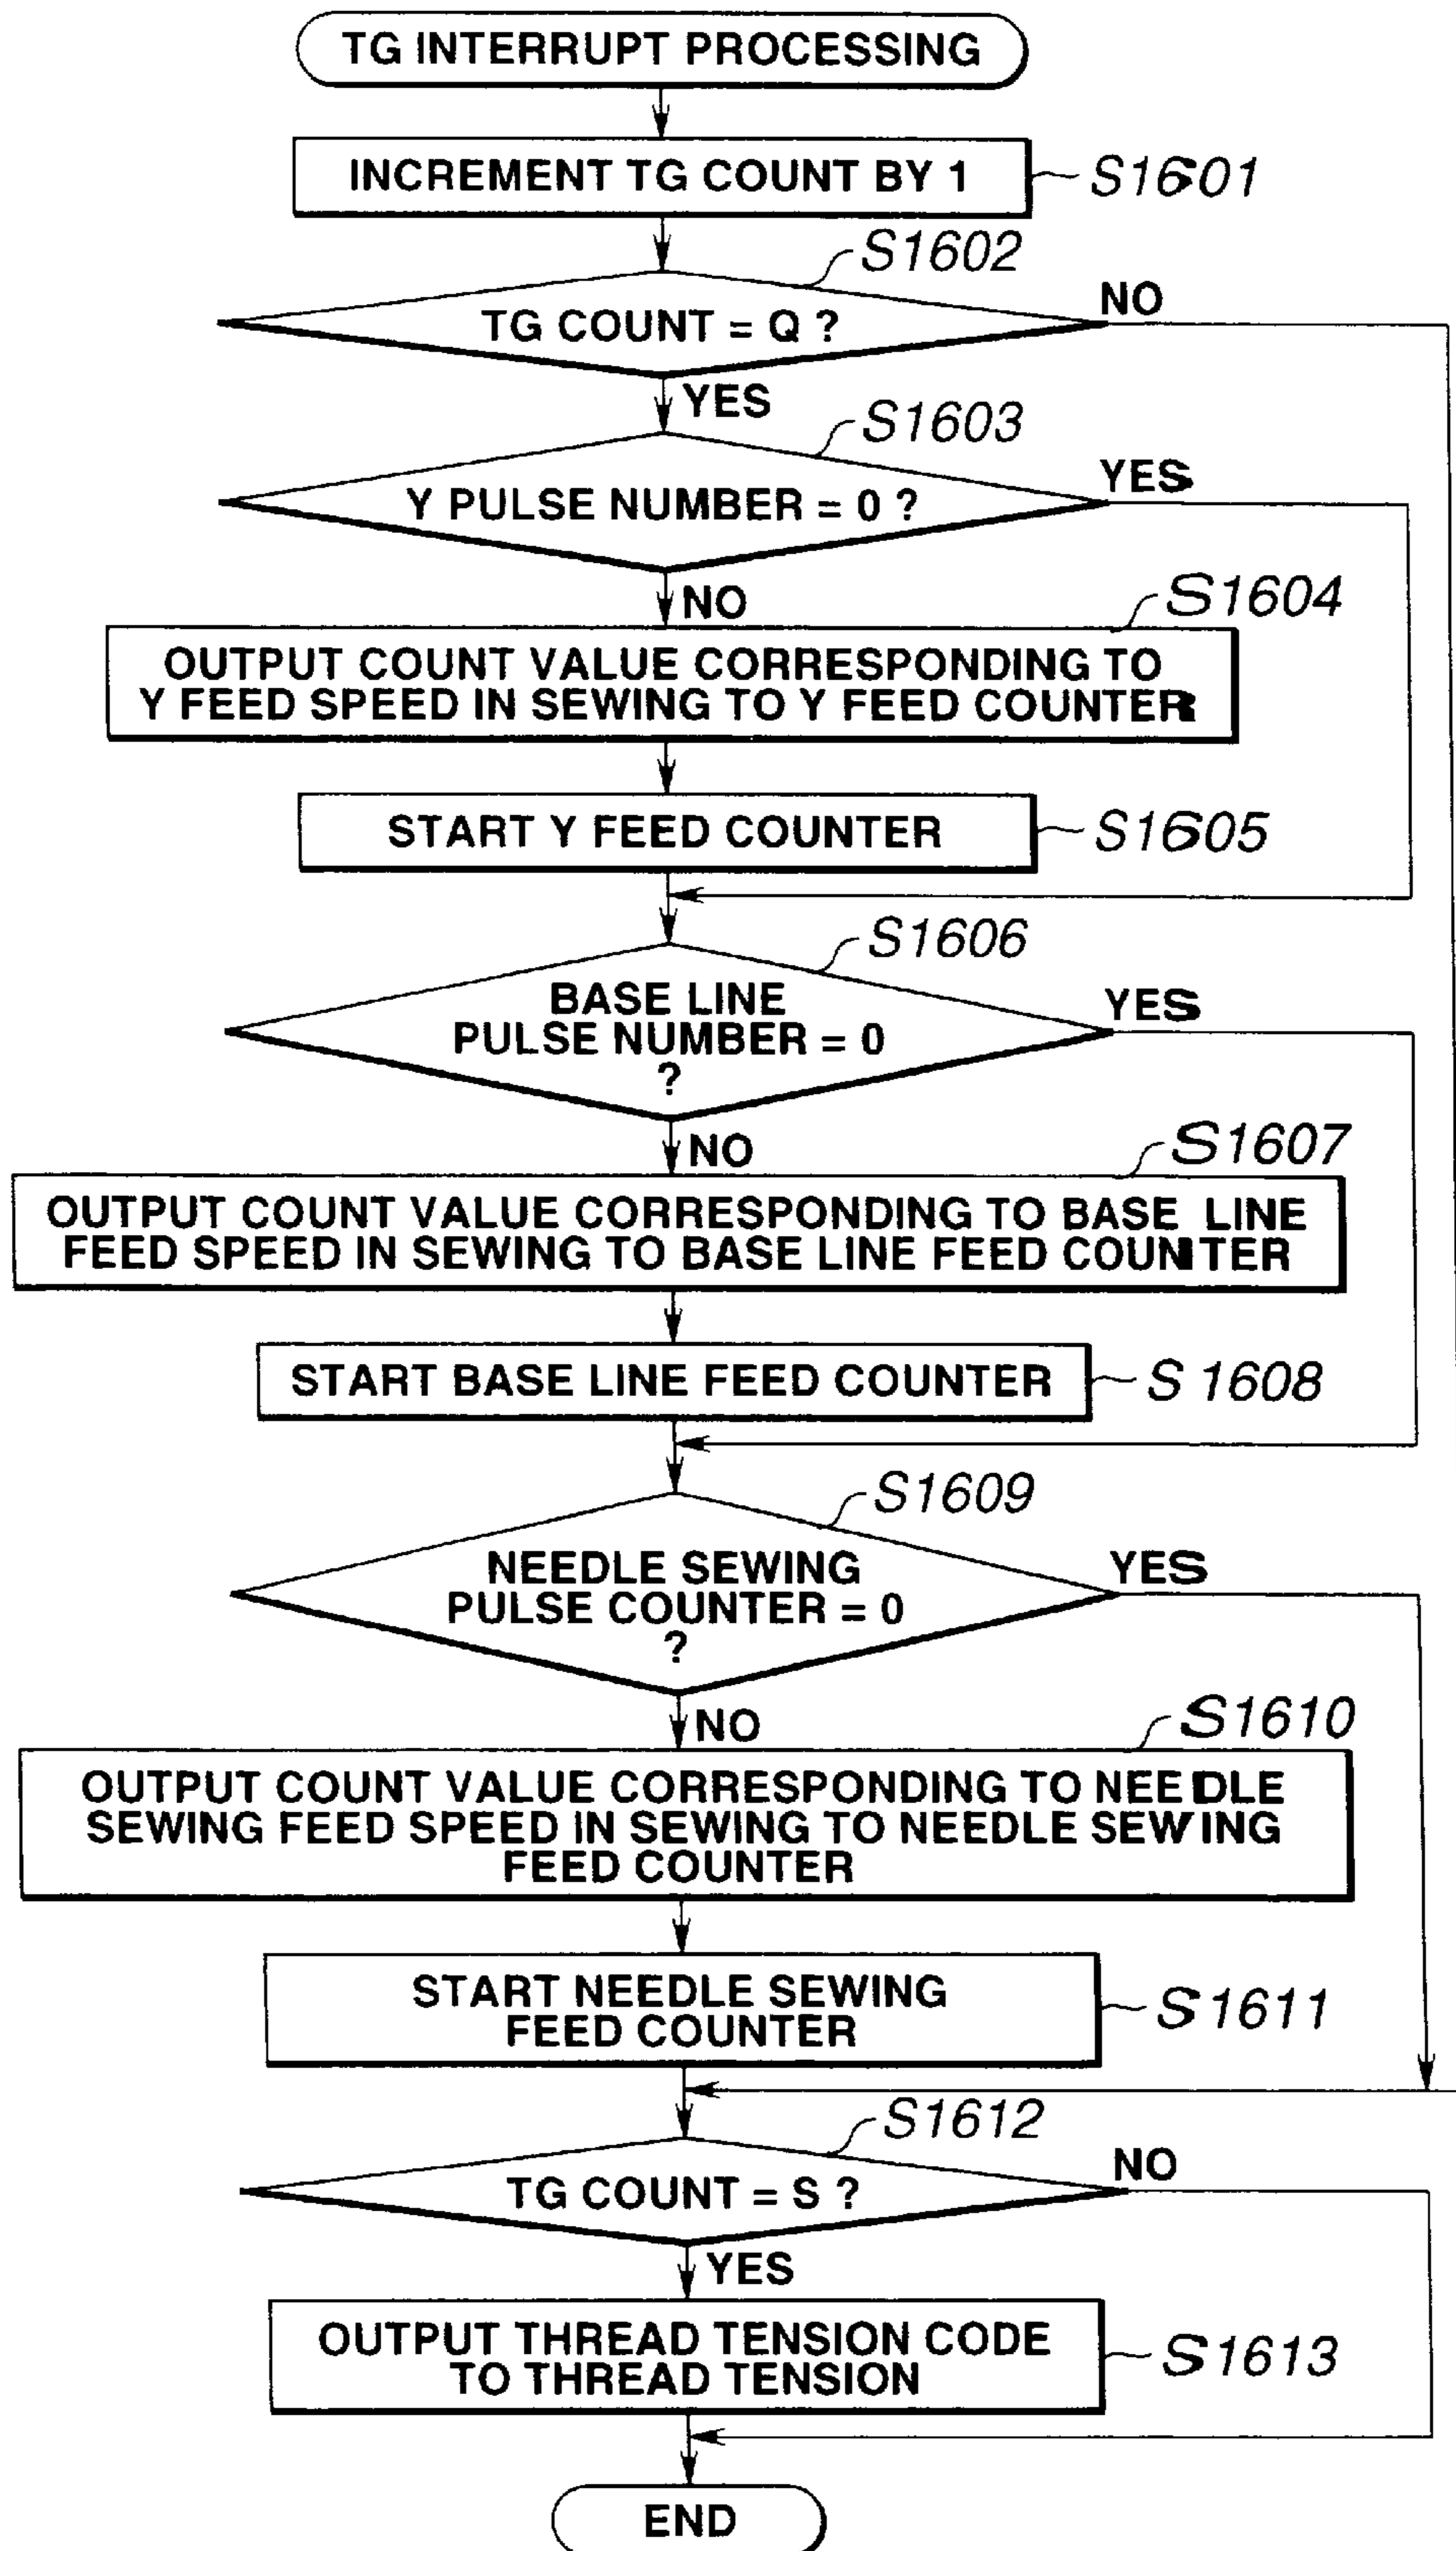 TG INTERRUPT PROCESSING
INCREMENT TG COUNT BY 1
S1601
S1602
TG COUNT = Q ?
NO
YES
S1603
Y PULSE NUMBER = 0 ?
YES
NO
S1604
OUTPUT COUNT VALUE CORRESPONDING TO
Y FEED SPEED IN SEWING TO Y FEED COUNTER
START Y FEED COUNTER
S1605
S1606
BASE LINE
PULSE NUMBER = 0
?
YES
NO
S1607
OUTPUT COUNT VALUE CORRESPONDING TO BASE LINE
FEED SPEED IN SEWING TO BASE LINE FEED COUNTER
START BASE LINE FEED COUNTER
S1608
S1609
NEEDLE SEWING
PULSE COUNTER = 0
?
YES
NO
S1610
OUTPUT COUNT VALUE CORRESPONDING TO NEEDLE
SEWING FEED SPEED IN SEWING TO NEEDLE SEWING
FEED COUNTER
START NEEDLE SEWING
FEED COUNTER
S1611
S1612
TG COUNT = S ?
NO
YES
OUTPUT THREAD TENSION CODE
TO THREAD TENSION
S1613
END